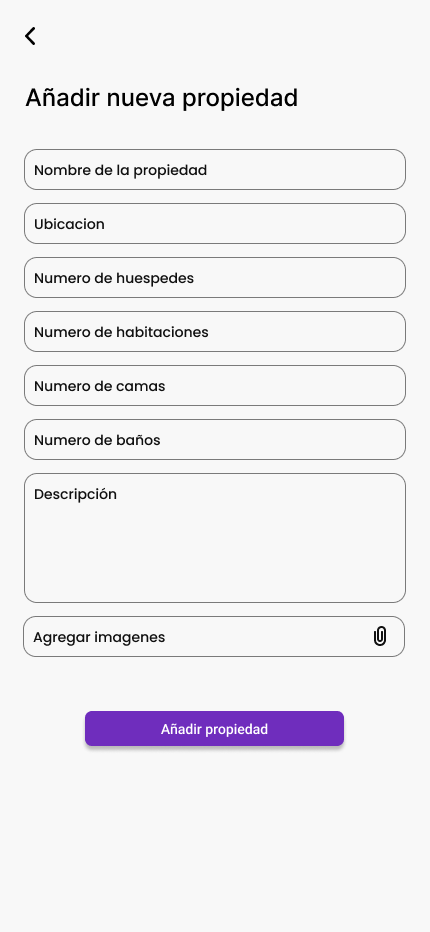 Añadir nueva propiedad
Nombre de la propiedad
Ubicacion
Numero de huespedes
Numero de habitaciones
Numero de camas
Numero de baños
Descripción
Agregar imagenes
Añadir propiedad